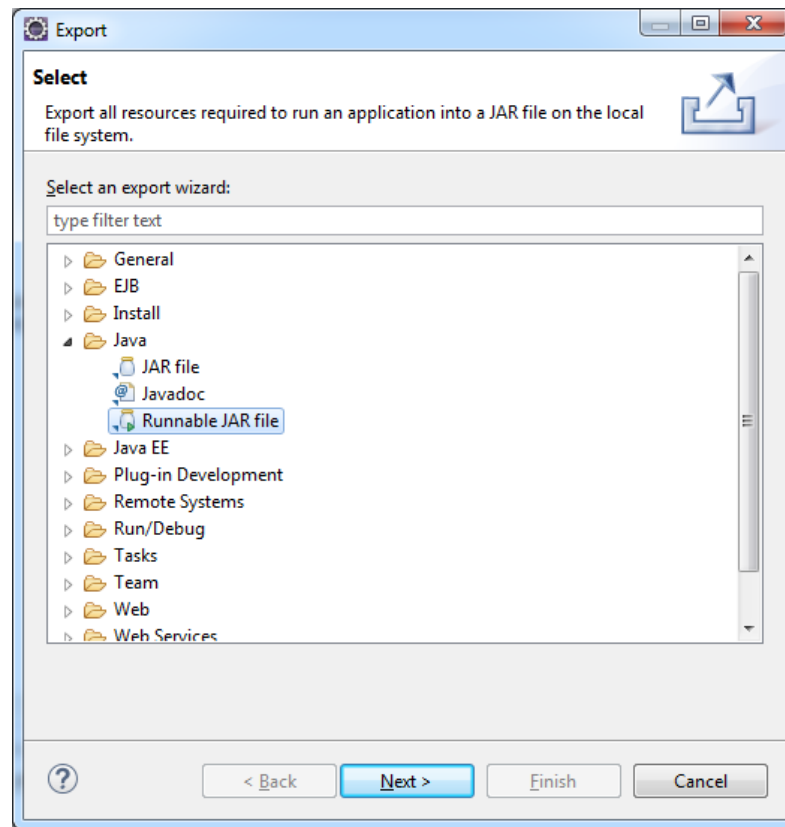 Export
Select
Export all resources required to run an application into a JAR file on the local
file system.
Select an export wizard:
type filter text
General
EJB
Install
Java
JAR file
Javadoc
Runnable JAR file
Java EE
Plug-in Development
Remote Systems
Run/Debug
Tasks
Team
Web
Web Services
< Back
Next >
Finish
Cancel